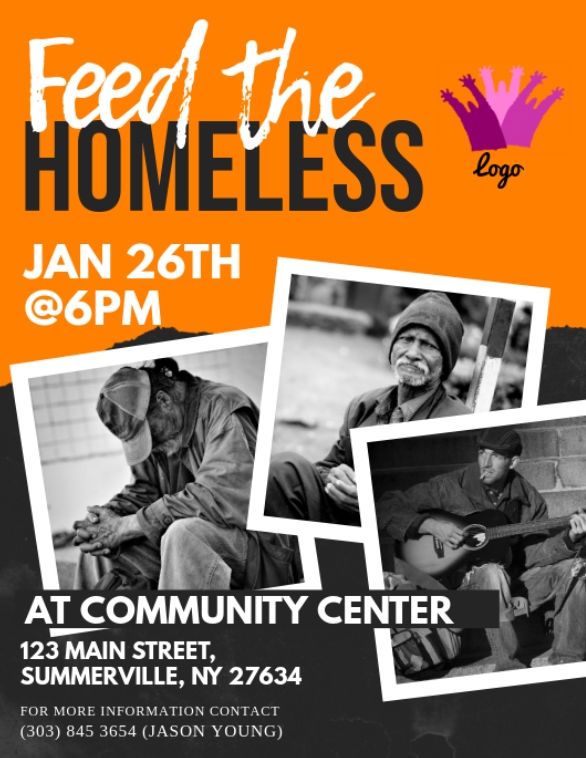 Feed the
HOMELESS
Logo
JAN 26TH
@6PM
AT COMMUNITY CENTER
123 MAIN STREET,
SUMMERVILLE, NY 27634
FOR MORE INFORMATION CONTACT
(303) 845 3654 (JASON YOUNG)